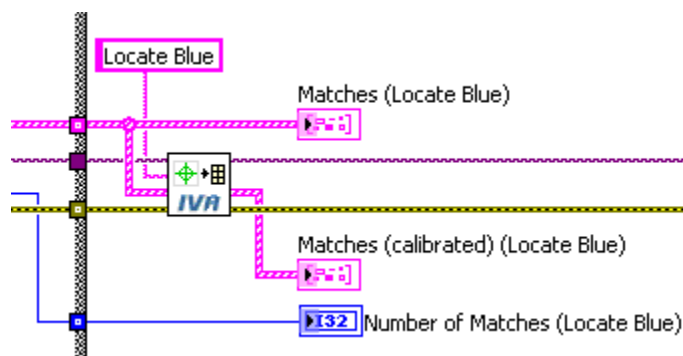 Locate Blue
Matches (Locate Blue)
IVA
Matches (calibrated) (Locate Blue)
I32 Number of Matches (Locate Blue)